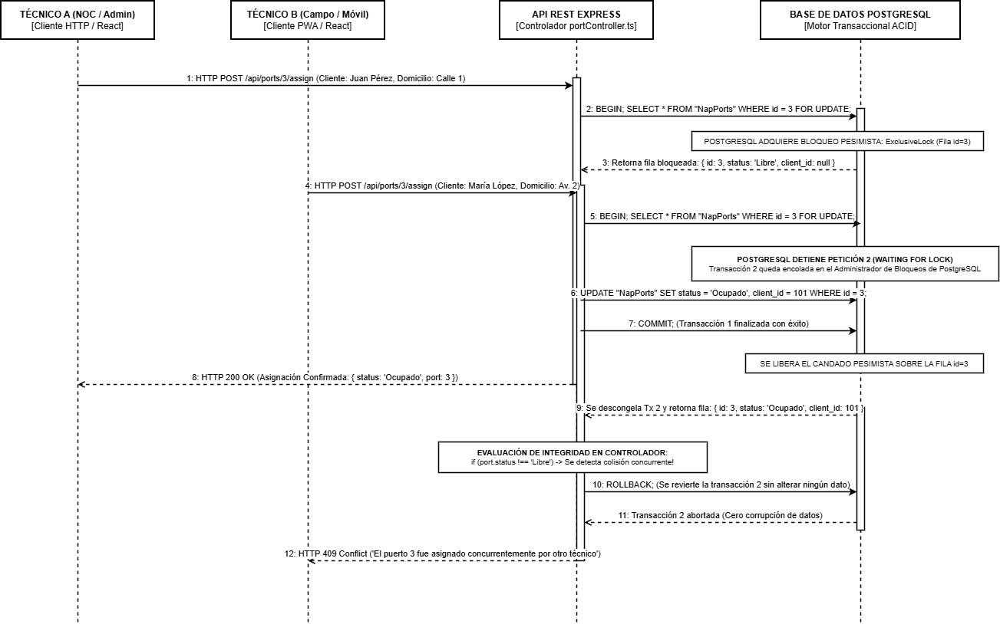 TÉCNICO A (NOC / Admin)
[Cliente HTTP / React]
TÉCNICO B (Campo / Móvil)
[Cliente PWA / React]
API REST EXPRESS
[Controlador portController.ts]
BASE DE DATOS POSTGRESQL
[Motor Transaccional ACID]
1: HTTP POST /api/ports/3/assign (Cliente: Juan Pérez, Domicilio: Calle 1)
2: BEGIN; SELECT * FROM "NapPorts" WHERE id = 3 FOR UPDATE;
POSTGRESQL ADQUIERE BLOQUEO PESIMISTA: ExclusiveLock (Fila id=3)
3: Retorna fila bloqueada: { id: 3, status: 'Libre', client_id: null }
4: HTTP POST /api/ports/3/assign (Cliente: María López, Domicilio: Av. 2)
5: BEGIN; SELECT * FROM "NapPorts" WHERE id = 3 FOR UPDATE;
POSTGRESQL DETIENE PETICIÓN 2 (WAITING FOR LOCK)
Transacción 2 queda encolada en el Administrador de Bloqueos de PostgreSQL
6: UPDATE "NapPorts" SET status = 'Ocupado', client_id = 101 WHERE id = 3;
7: COMMIT; (Transacción 1 finalizada con éxito)
SE LIBERA EL CANDADO PESIMISTA SOBRE LA FILA id=3
8: HTTP 200 OK (Asignación Confirmada: { status: 'Ocupado', port: 3 })
9: Se descongela Tx 2 y retorna fila: { id: 3, status: 'Ocupado', client_id: 101 }
EVALUACIÓN DE INTEGRIDAD EN CONTROLADOR:
if (port.status !== 'Libre') -> Se detecta colisión concurrente!
10: ROLLBACK; (Se revierte la transacción 2 sin alterar ningún dato)
11: Transacción 2 abortada (Cero corrupción de datos)
12: HTTP 409 Conflict ('El puerto 3 fue asignado concurrentemente por otro técnico')